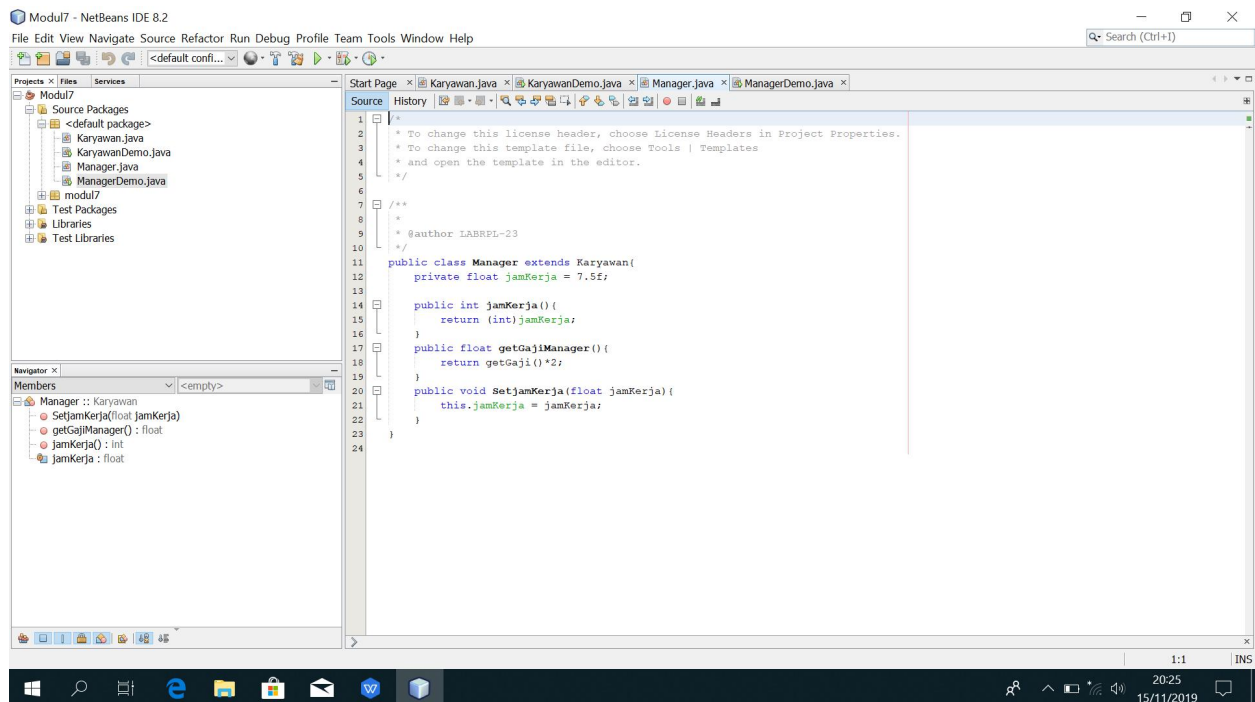 Modul7 - NetBeans IDE 8.2
File Edit View Navigate Source Refactor Run Debug Profile Team Tools Window Help
Search (Ctrl+I)
<default confi...
Projects Files Services
Start Page Karyawan.java KaryawanDemo.java Manager.java ManagerDemo.java
Source History
Modul7
Source Packages
<default package>
Karyawan.java
KaryawanDemo.java
Manager.java
ManagerDemo.java
modul7
Test Packages
Libraries
Test Libraries
1 /*
2 * To change this license header, choose License Headers in Project Properties.
3 * To change this template file, choose Tools | Templates
4 * and open the template in the editor.
5 */
6
7 /**
8 *
9 * @author LABRPL-23
10 */
11 public class Manager extends Karyawan{
12 private float jamKerja = 7.5f;
13
14 public int jamKerja(){
15 return (int)jamKerja;
16 }
17 public float getGajiManager(){
18 return getGaji()*2;
19 }
20 public void SetjamKerja(float jamKerja){
21 this.jamKerja = jamKerja;
22 }
23 }
24
Navigator
Members <empty>
Manager :: Karyawan
SetjamKerja(float jamKerja)
getGajiManager() : float
jamKerja() : int
jamKerja : float
1:1 INS
20:25
15/11/2019